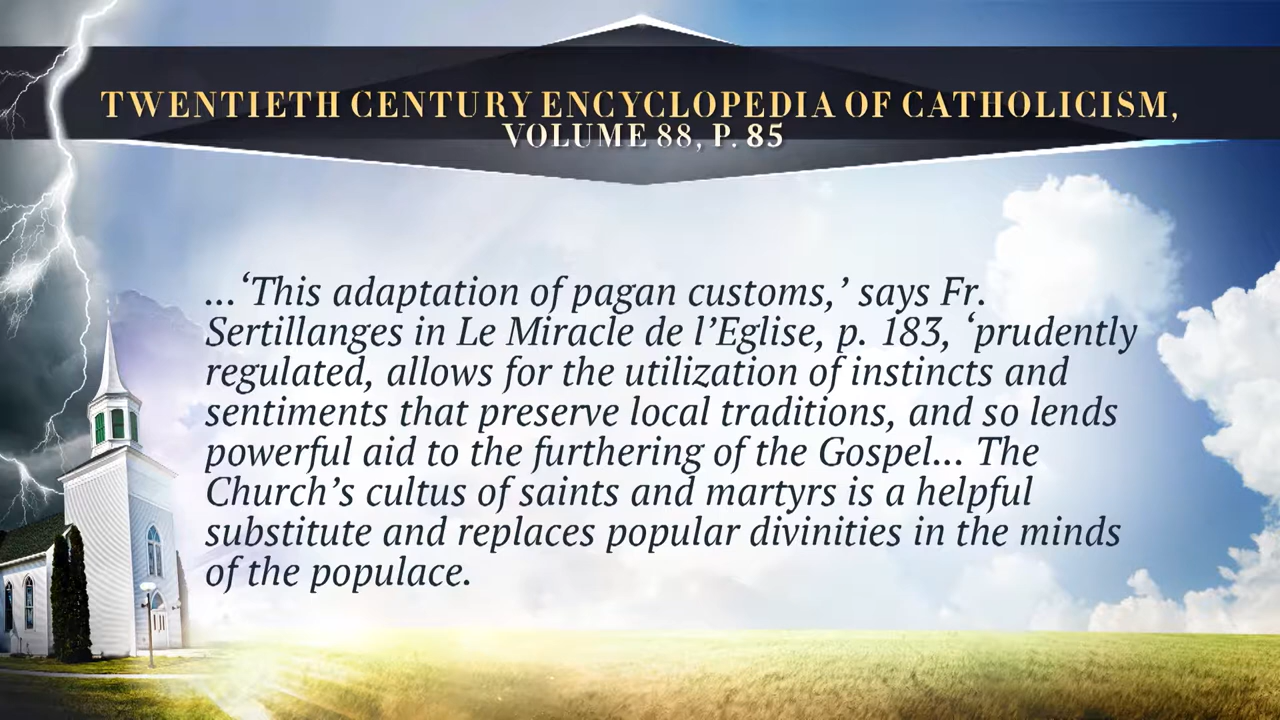 TWENTIETH CENTURY ENCYCLOPEDIA OF CATHOLICISM,
VOLUME 88, P. 85
...‘This adaptation of pagan customs,’ says Fr.
Sertillanges in Le Miracle de l’Eglise, p. 183, ‘prudently
regulated, allows for the utilization of instincts and
sentiments that preserve local traditions, and so lends
powerful aid to the furthering of the Gospel... The
Church’s cultus of saints and martyrs is a helpful
substitute and replaces popular divinities in the minds
of the populace.